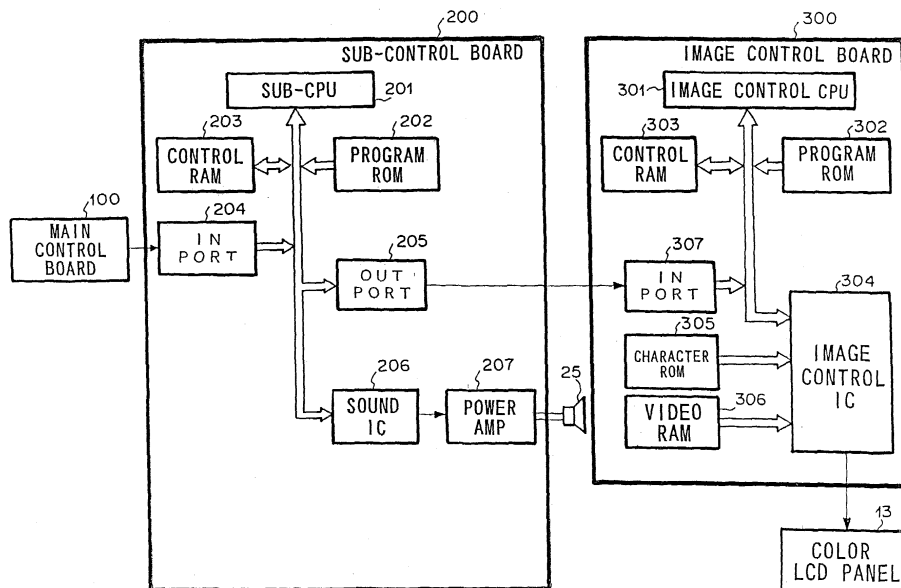 200
SUB-CONTROL BOARD
SUB-CPU
201
203
CONTROL
RAM
202
PROGRAM
ROM
100
MAIN
CONTROL
BOARD
204
IN
PORT
205
OUT
PORT
206
SOUND
IC
207
POWER
AMP
25
300
IMAGE CONTROL BOARD
301
IMAGE CONTROL CPU
303
CONTROL
RAM
302
PROGRAM
ROM
307
IN
PORT
304
IMAGE
CONTROL
IC
305
CHARACTER
ROM
306
VIDEO
RAM
13
COLOR
LCD PANEL